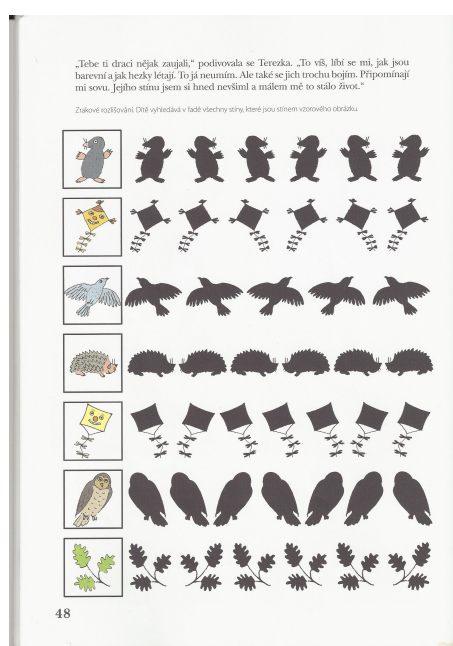 „Tebe ti draci nějak zaujali,“ podivovala se Terezka. „To víš, líbí se mi, jak jsou
barevní a jak hezky létají. To já neumím. Ale také se jich trochu bojím. Připomínají
mi sovu. Jejího stínu jsem si hned nevšiml a málem mě to stálo život.“
Zrakové rozlišování. Dítě vyhledává v řadě všechny stíny, které jsou stínem vzorového obrázku.
48